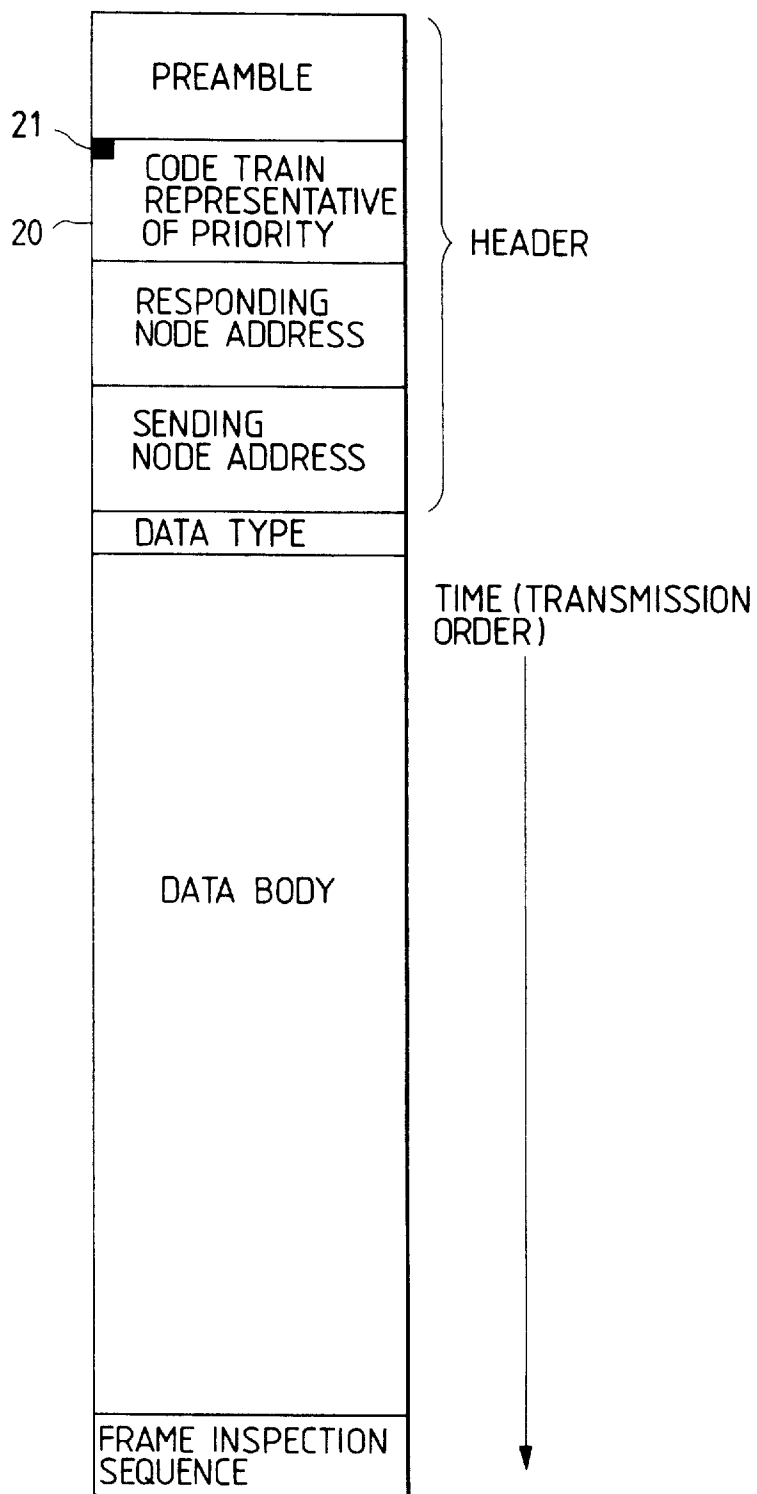 PREAMBLE
21
CODE TRAIN
REPRESENTATIVE
OF PRIORITY
20
HEADER
RESPONDING
NODE ADDRESS
SENDING
NODE ADDRESS
DATA TYPE
TIME (TRANSMISSION
ORDER)
DATA BODY
FRAME INSPECTION
SEQUENCE